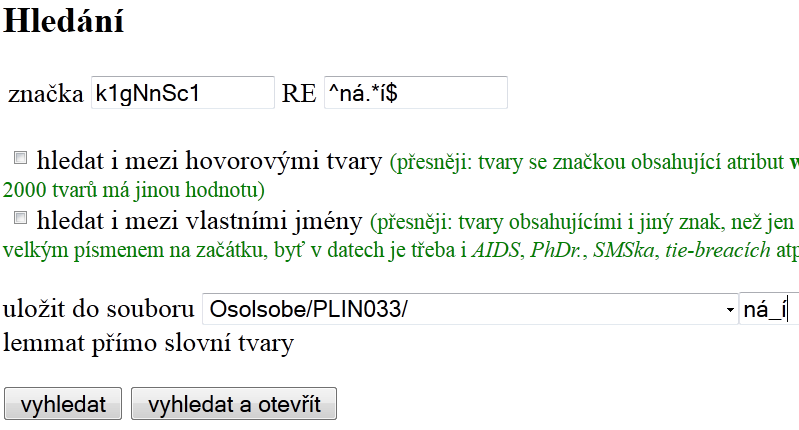 Hledání
značka k1gNnSc1 RE ^ná.*í$
hledat i mezi hovorovými tvary (přesněji: tvary se značkou obsahující atribut w
2000 tvarů má jinou hodnotu)
hledat i mezi vlastními jmény (přesněji: tvary obsahujícími i jiný znak, než jen
velkým písmenem na začátku, byť v datech je třeba i AIDS, PhDr., SMSka, tie-breacích atp
uložit do souboru Osolsobe/PLIN033/ ná_í
lemmat přímo slovní tvary
vyhledat vyhledat a otevřít